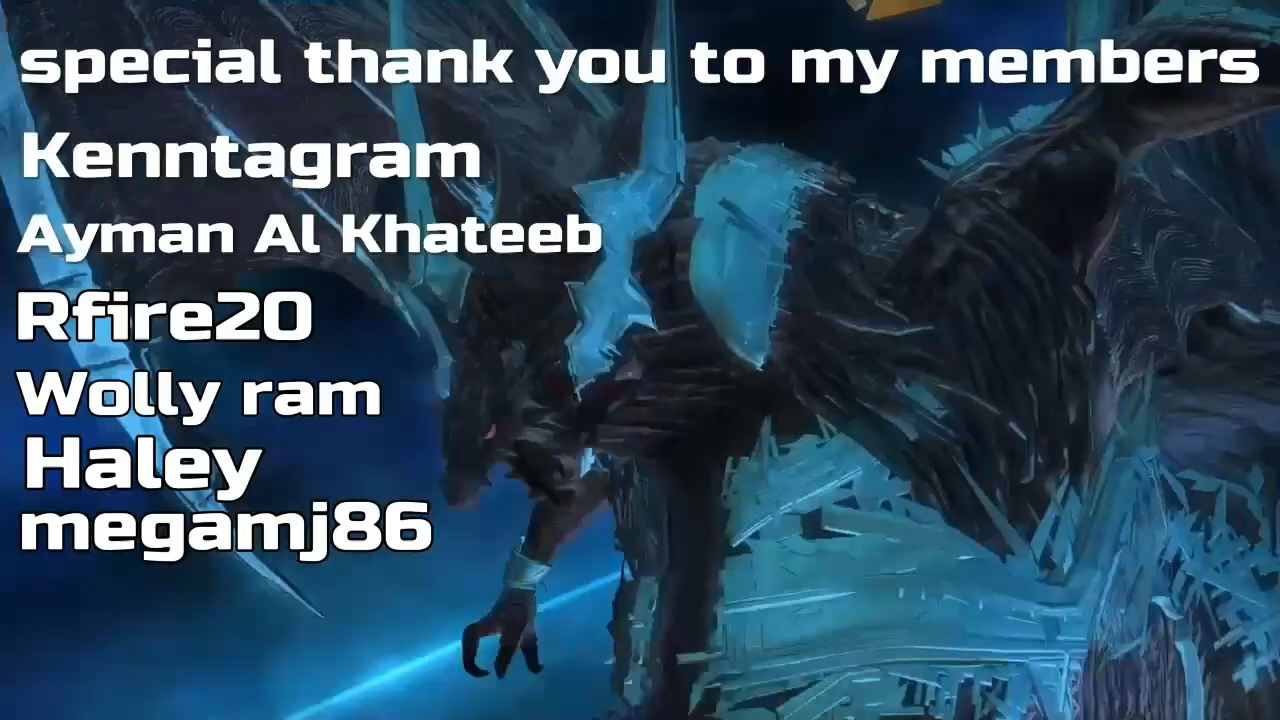 special thank you to my members
Kenntagram
Ayman Al Khateeb
Rfire20
Wolly ram
Haley
megamj86